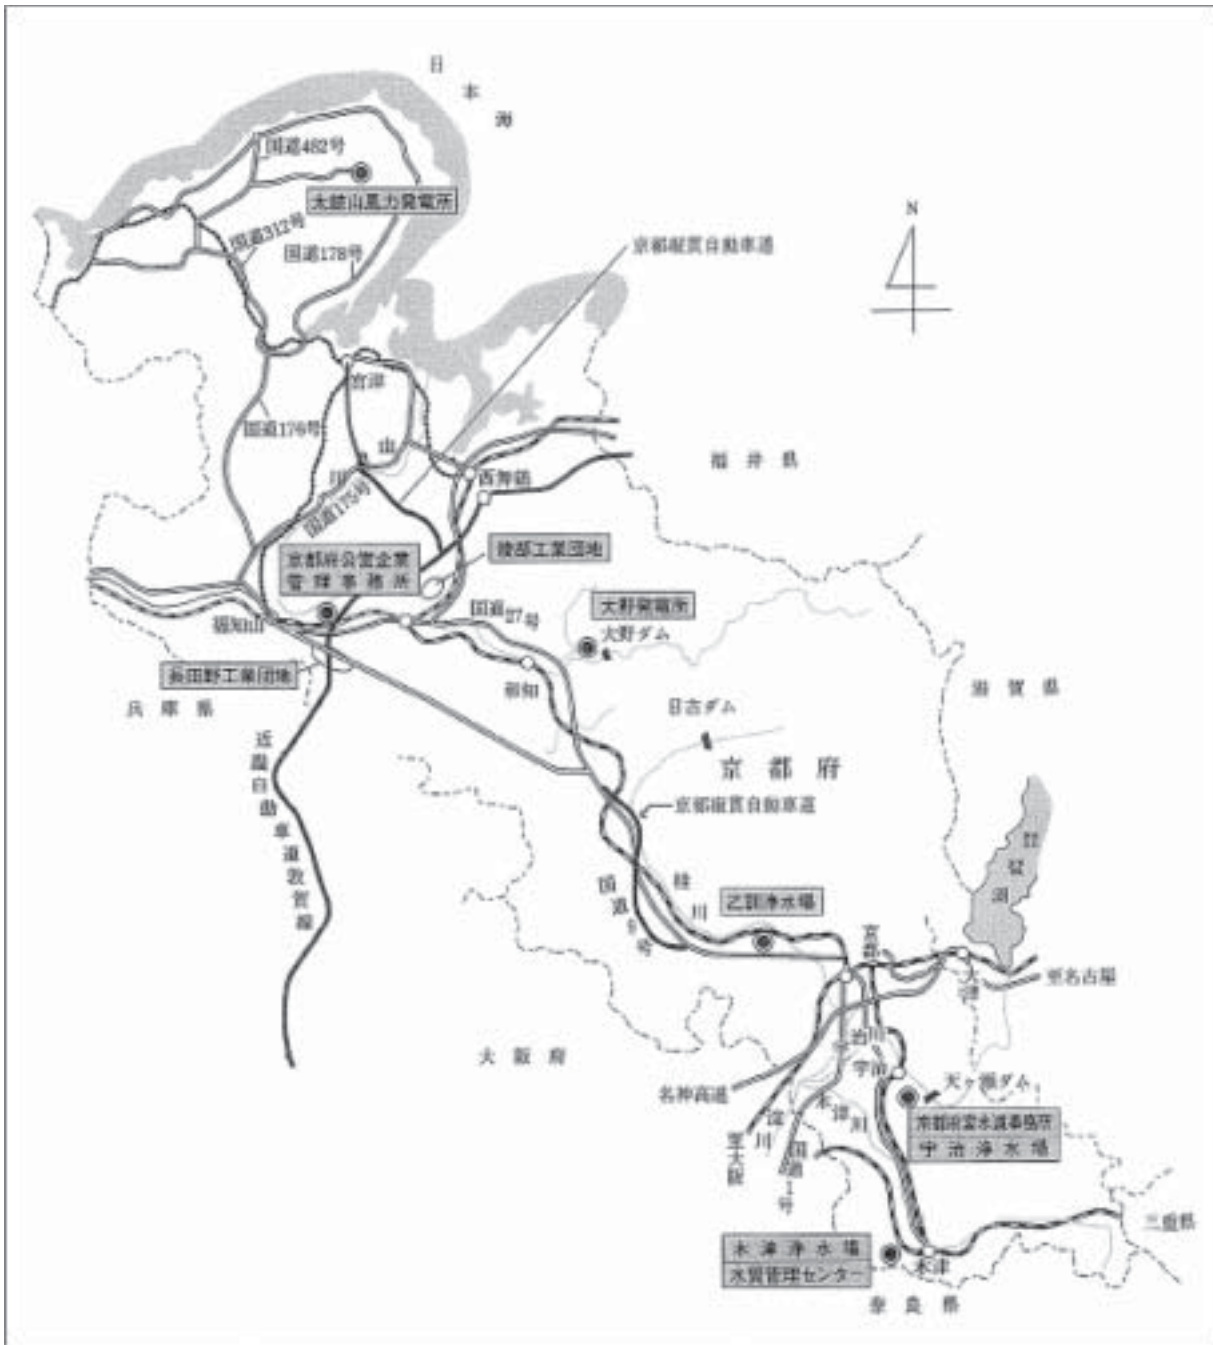 日本海
国道482号
太鼓山風力発電所
N
国道312号
国道178号
京都縦貫自動車道
宮津
国道176号
福井県
西舞鶴
国道175号
京都府公営企業
管理事務所
綾部工業団地
国道27号
大野発電所
大野ダム
福知山
長田野工業団地
和知
兵庫県
滋賀県
日吉ダム
京都府
近畿自動車道敦賀線
京都縦貫自動車道
琵琶湖
桂川
国道9号
乙訓浄水場
京都
大津
至名古屋
大阪府
宇治
天ヶ瀬ダム
名神高速
木津川
淀川
至大阪
国道1号
京都府営水道事務所
宇治浄水場
三重県
木津浄水場
水質管理センター
木津
奈良県